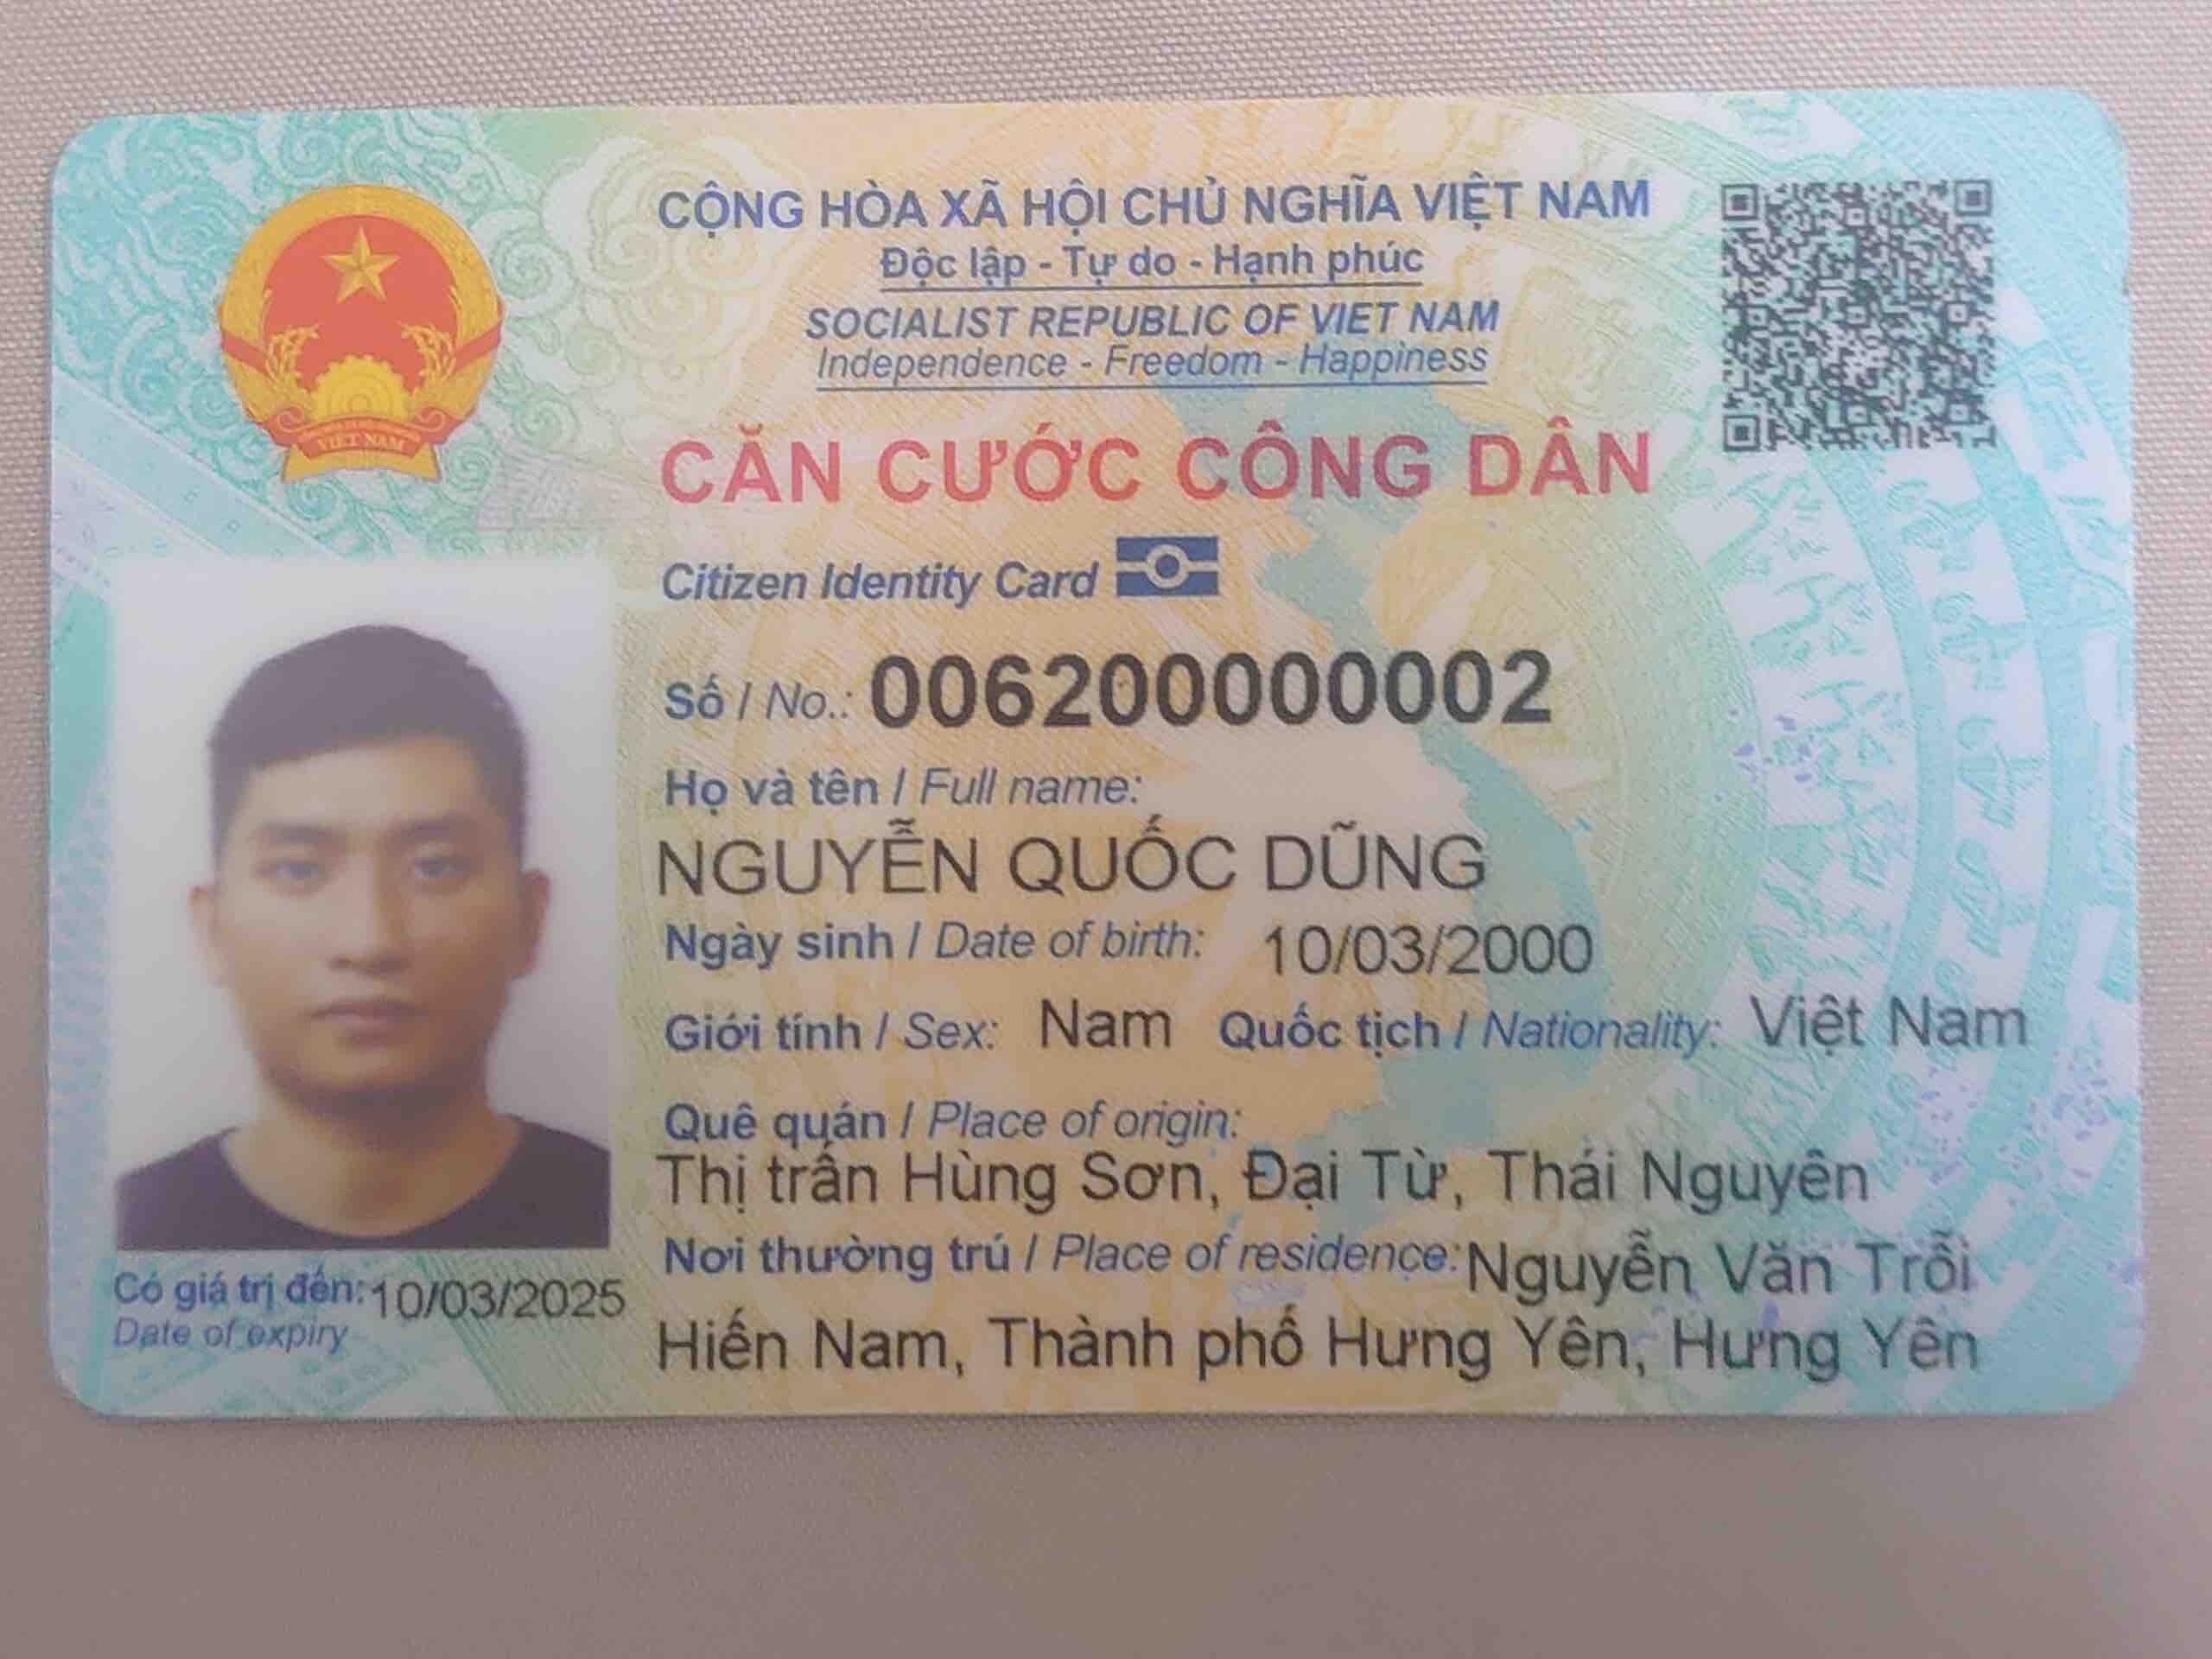 CỘNG HÒA XÃ HỘI CHỦ NGHĨA VIỆT NAM
Độc lập - Tự do - Hạnh phúc
SOCIALIST REPUBLIC OF VIET NAM
Independence - Freedom - Happiness
VIET NAM
CĂN CƯỚC CÔNG DÂN
Citizen Identity Card
Số / No.: 006200000002
Họ và tên / Full name:
NGUYỄN QUỐC DŨNG
Ngày sinh / Date of birth: 10/03/2000
Giới tính / Sex: Nam Quốc tịch / Nationality: Việt Nam
Quê quán / Place of origin:
Thị trấn Hùng Sơn, Đại Từ, Thái Nguyên
Nơi thường trú / Place of residence: Nguyễn Văn Trỗi
Hiến Nam, Thành phố Hưng Yên, Hưng Yên
Có giá trị đến: 10/03/2025
Date of expiry